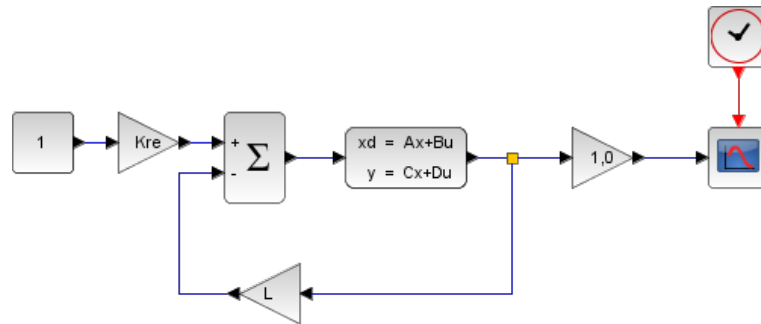 1
Kre
+
-
Σ
xd = Ax+Bu
y = Cx+Du
1,0
L